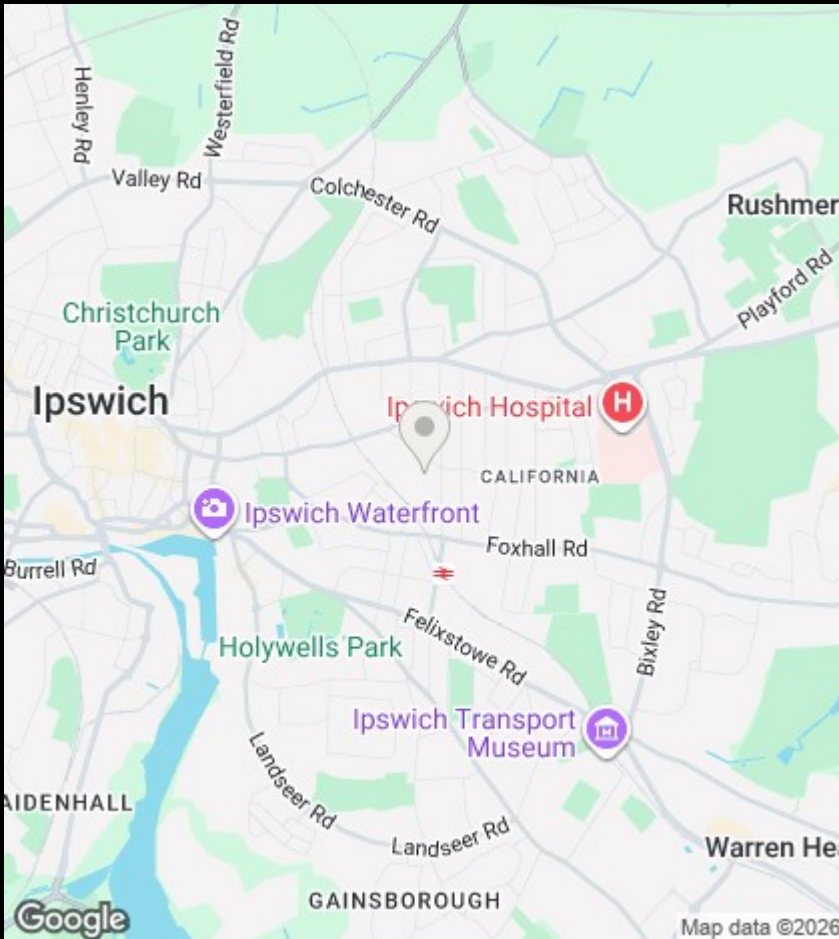 Westerfield Rd
Henley Rd
Valley Rd
Colchester Rd
Rushmer
Playford Rd
Christchurch
Park
Ipswich
Ipswich Hospital
H
CALIFORNIA
Ipswich Waterfront
Foxhall Rd
Burrell Rd
Bixley Rd
Felixstowe Rd
Holywells Park
Ipswich Transport
Museum
Landseer Rd
AIDENHALL
Landseer Rd
Warren Hea
GAINSBOROUGH
Google
Map data ©2026